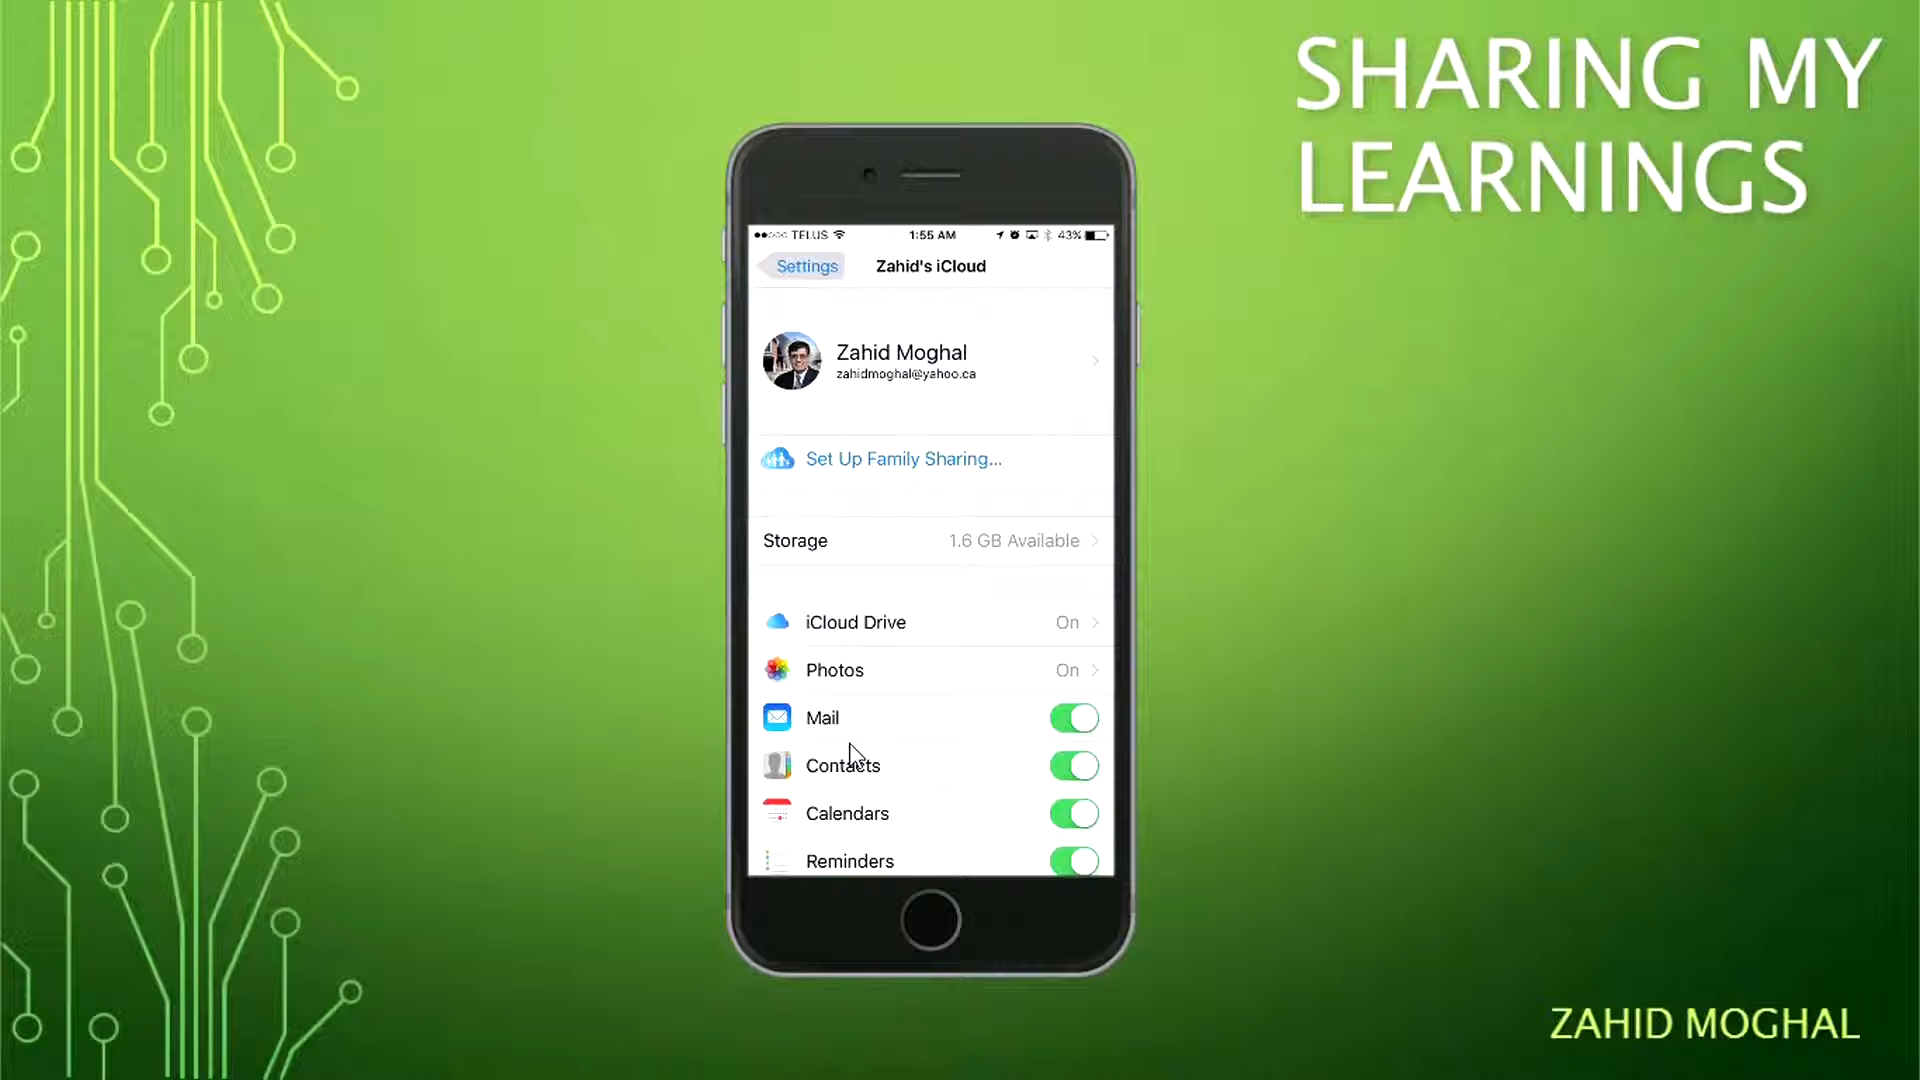 SHARING MY
LEARNINGS
TELUS 1:55 AM 43%
Settings Zahid's iCloud
Zahid Moghal
zahidmoghal@yahoo.ca
Set Up Family Sharing...
Storage 1.6 GB Available
iCloud Drive On
Photos On
Mail
Contacts
Calendars
Reminders
ZAHID MOGHAL